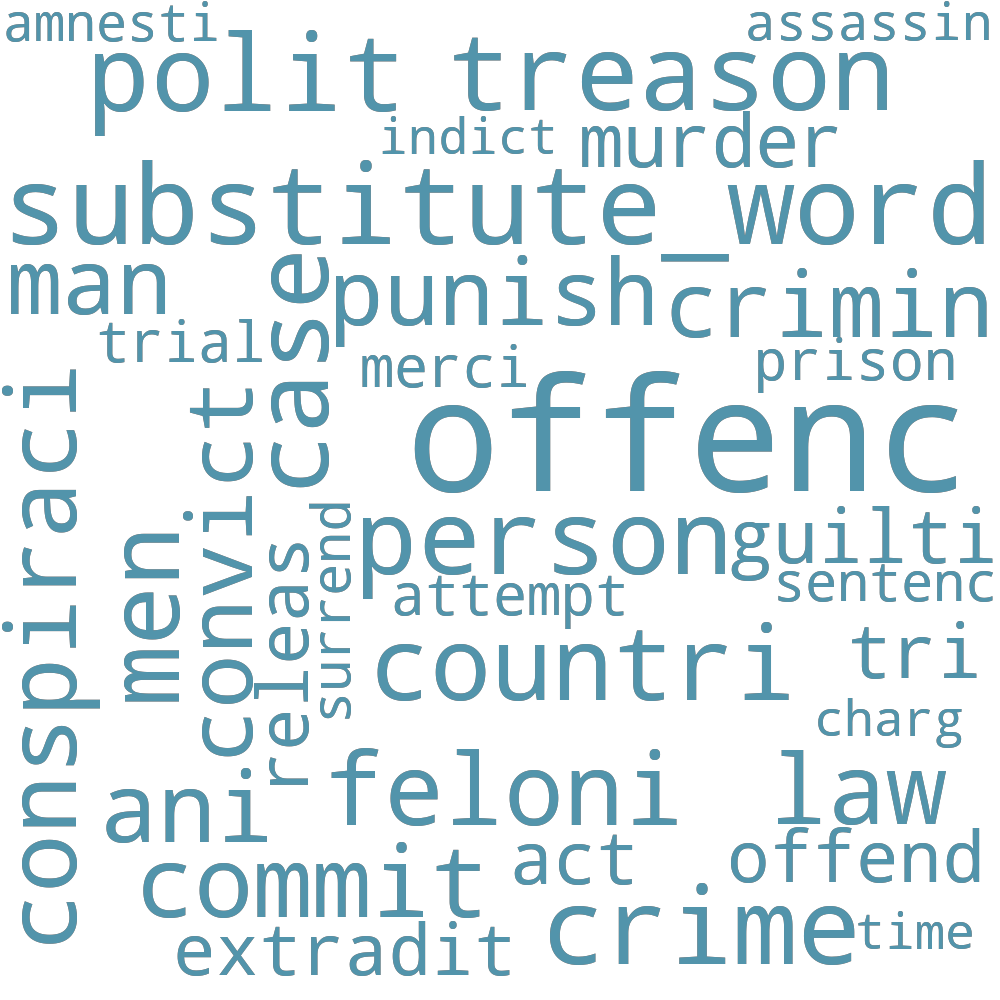 amnesti assassin
polit treason
indict murder
substitute_word
man case punish crimin
trial merci prison
offenc
conspiraci men convict releas surrend
person guilti
attempt sentenc
countri tri
charg
ani feloni law
commit act offend
extradit crime time